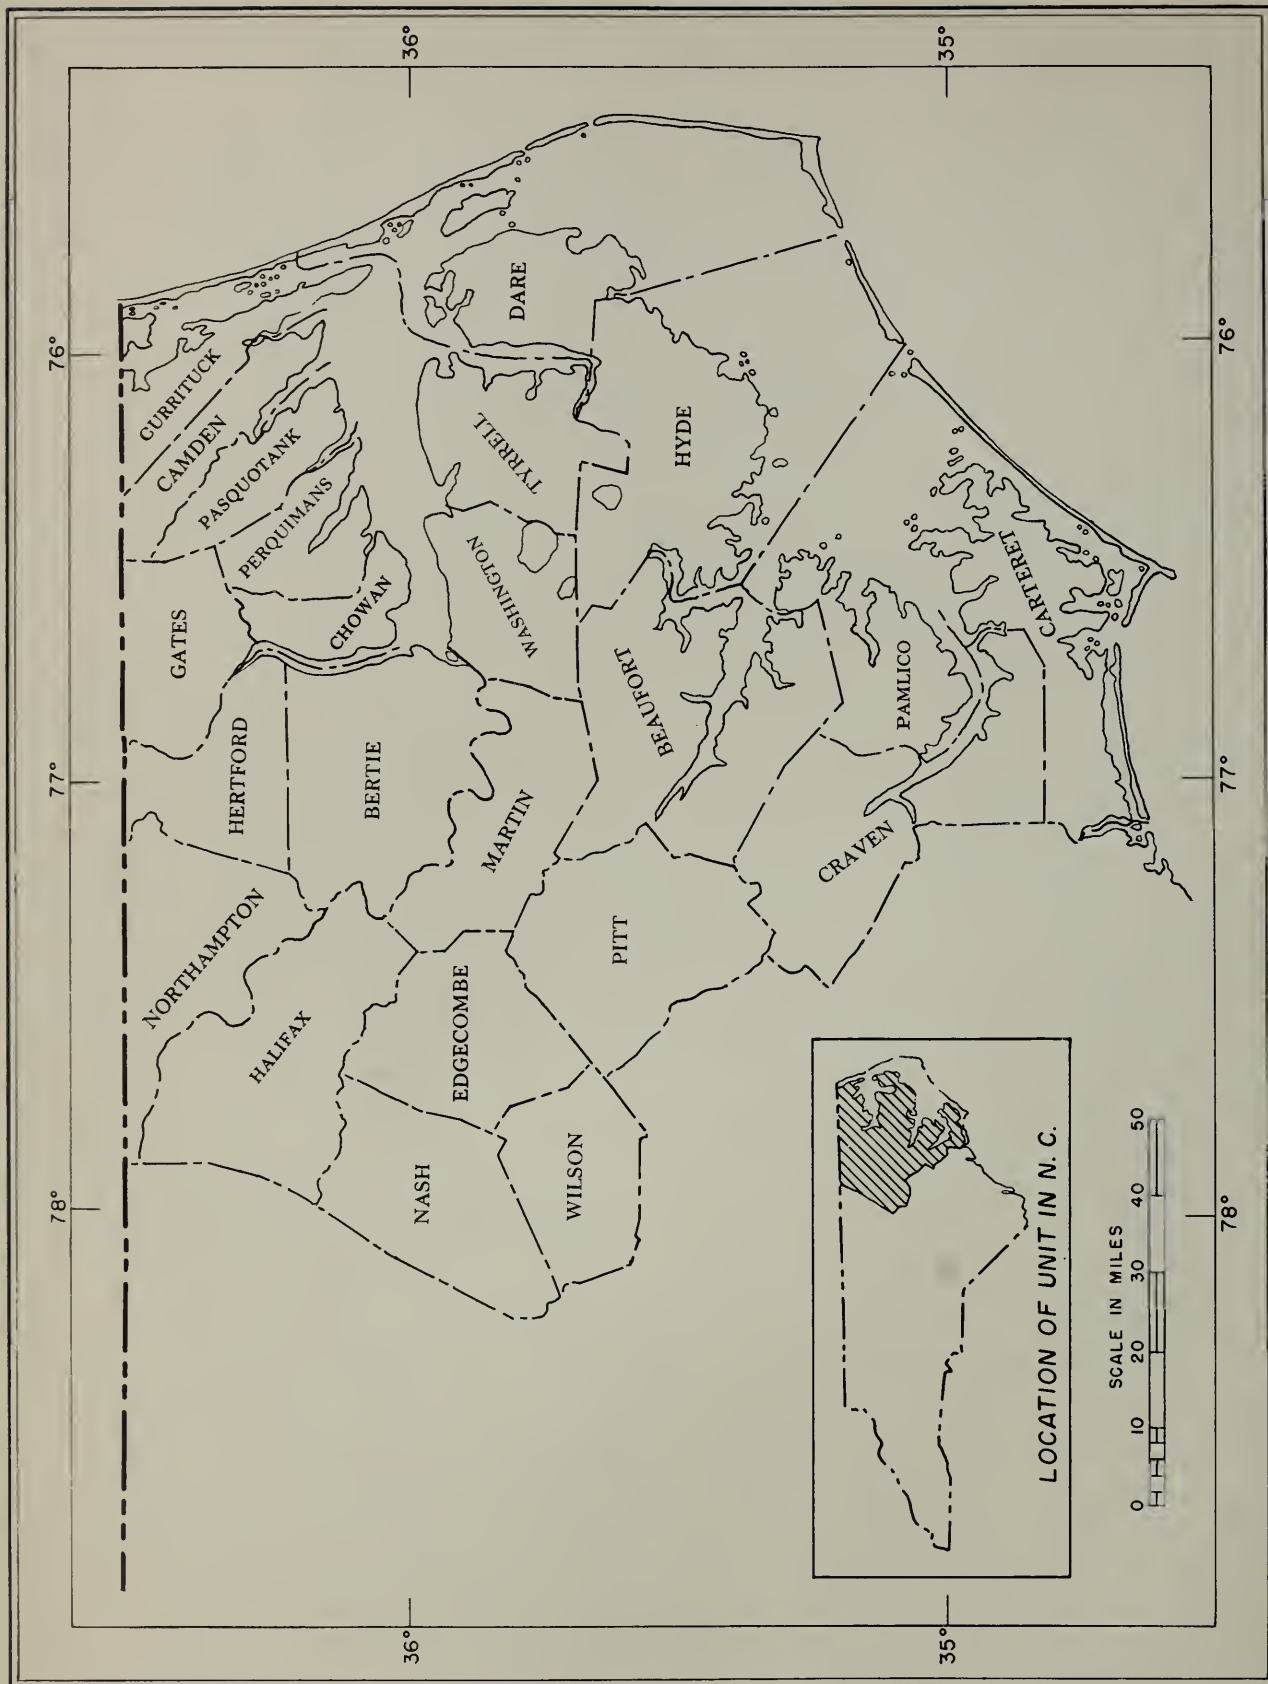 78°
77°
76°
36°
36°
NORTHAMPTON
HERTFORD
GATES
CURRITUCK
CAMDEN
PASQUOTANK
PERQUIMANS
CHOWAN
HALIFAX
BERTIE
NASH
EDGECOMBE
MARTIN
WASHINGTON
TYRRELL
DARE
WILSON
PITT
BEAUFORT
HYDE
CRAVEN
PAMLICO
CARTERET
35°
35°
LOCATION OF UNIT IN N. C.
SCALE IN MILES
0 10 20 30 40 50
78°
77°
76°